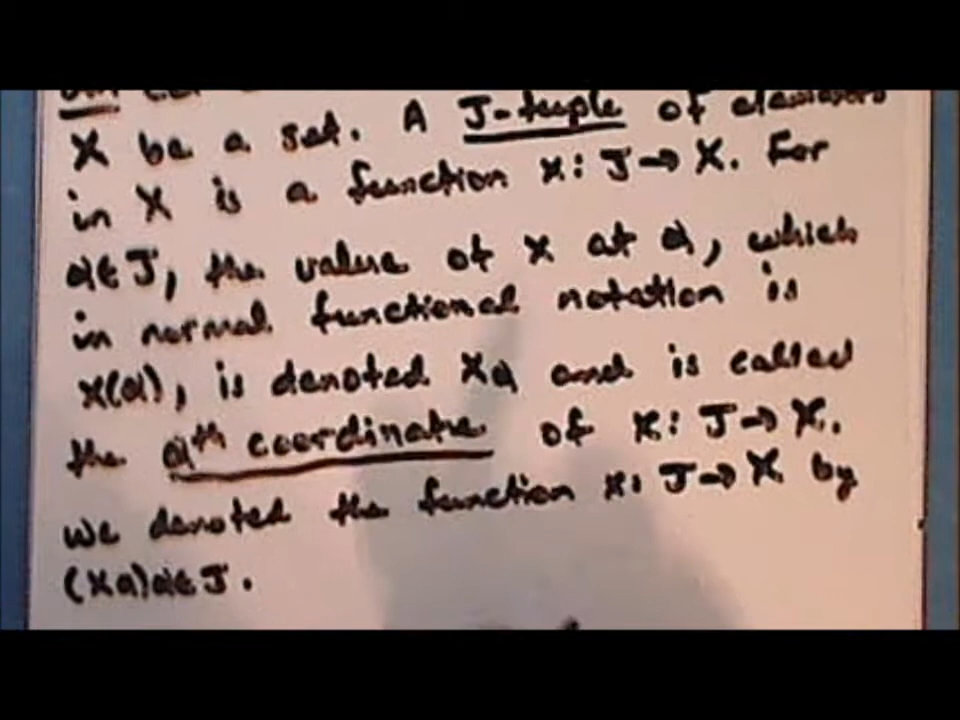 X be a set. A J-tuple of elements
in X is a function x: J→X. For
α∈J, the value of x at α, which
in normal functional notation is
x(α), is denoted xα and is called
the αth coordinate of x: J→X.
We denoted the function x: J→X by
(xα)α∈J.